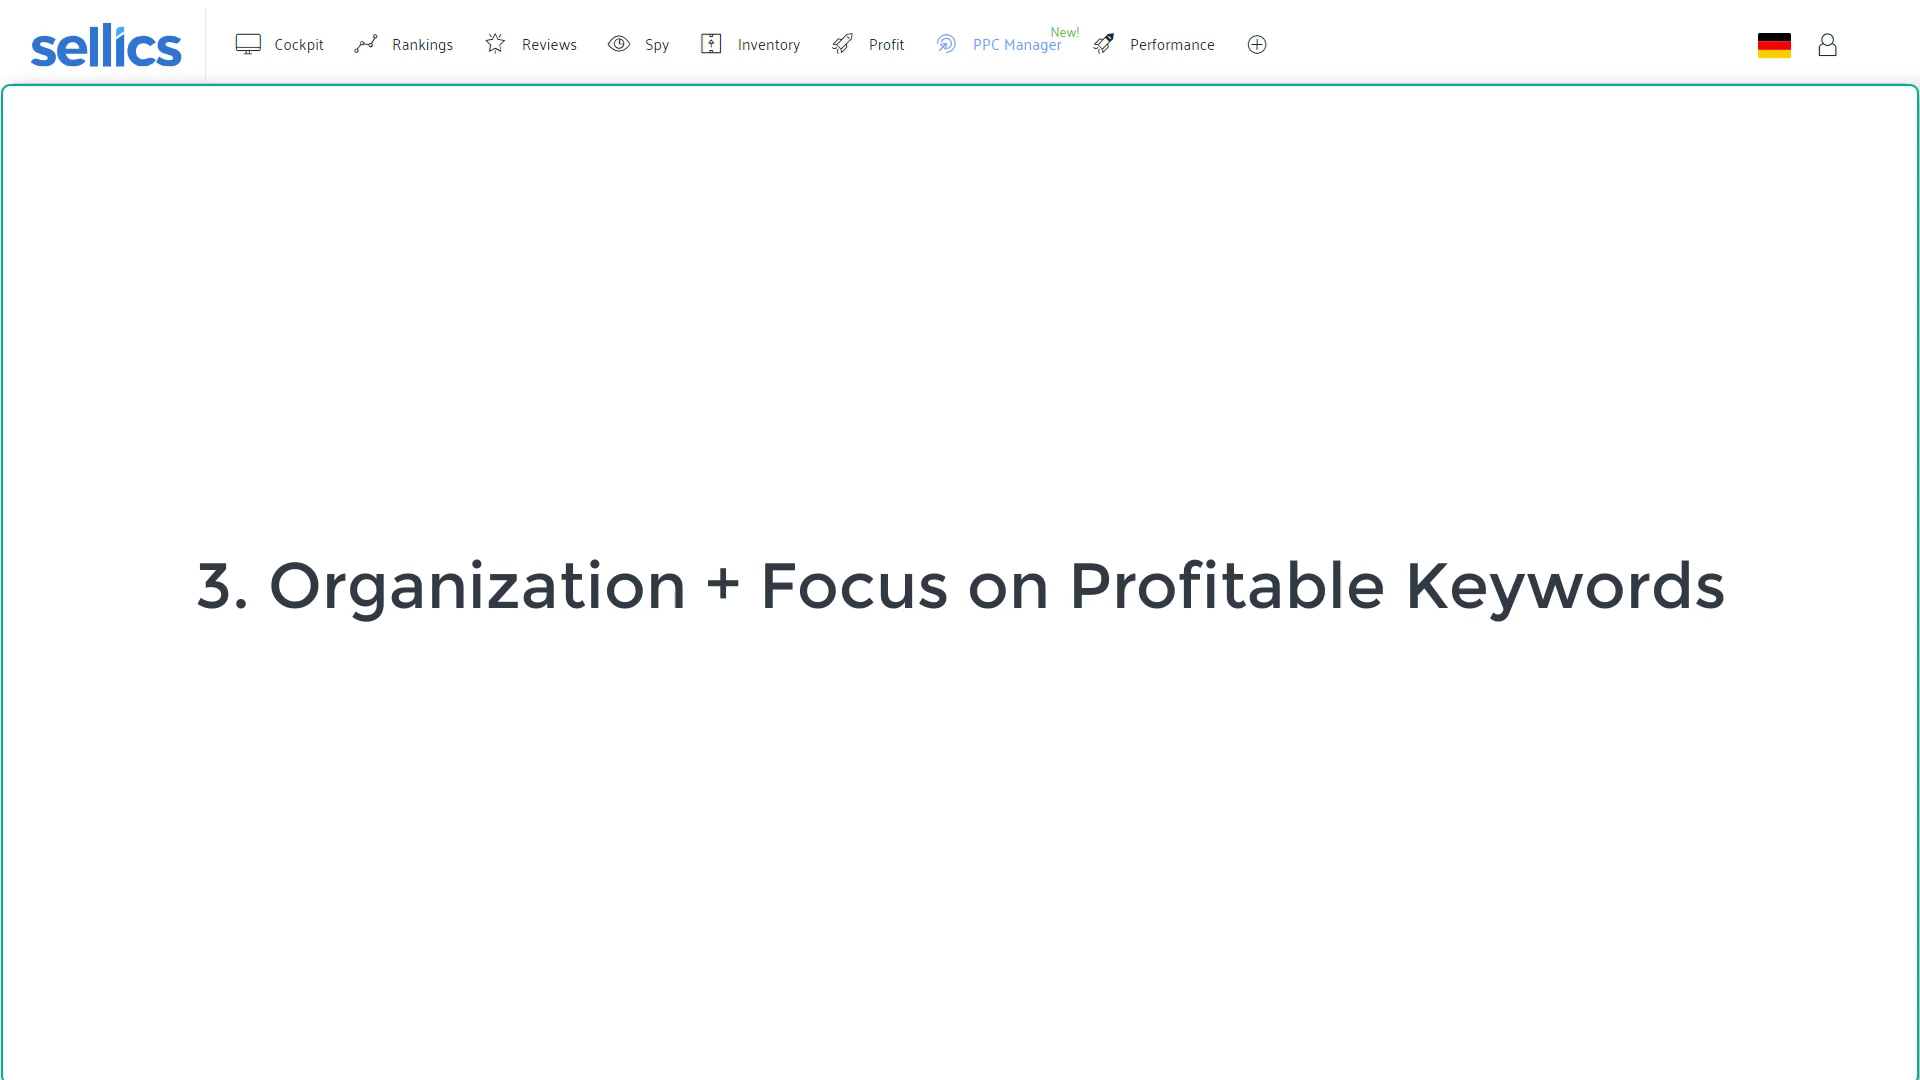 sellics
Cockpit
Rankings
Reviews
Spy
Inventory
Profit
PPC Manager
New!
Performance
3. Organization + Focus on Profitable Keywords